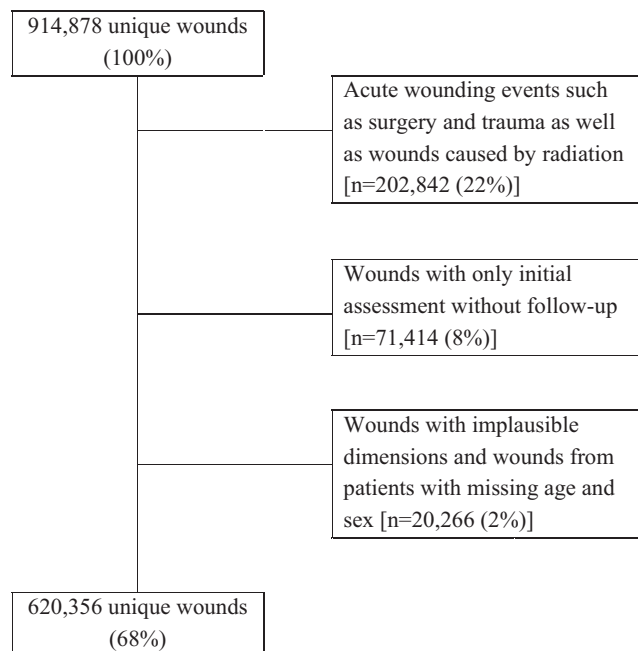 914,878 unique wounds
(100%)
Acute wounding events such
as surgery and trauma as well
as wounds caused by radiation
[n=202,842 (22%)]
Wounds with only initial
assessment without follow-up
[n=71,414 (8%)]
Wounds with implausible
dimensions and wounds from
patients with missing age and
sex [n=20,266 (2%)]
620,356 unique wounds
(68%)